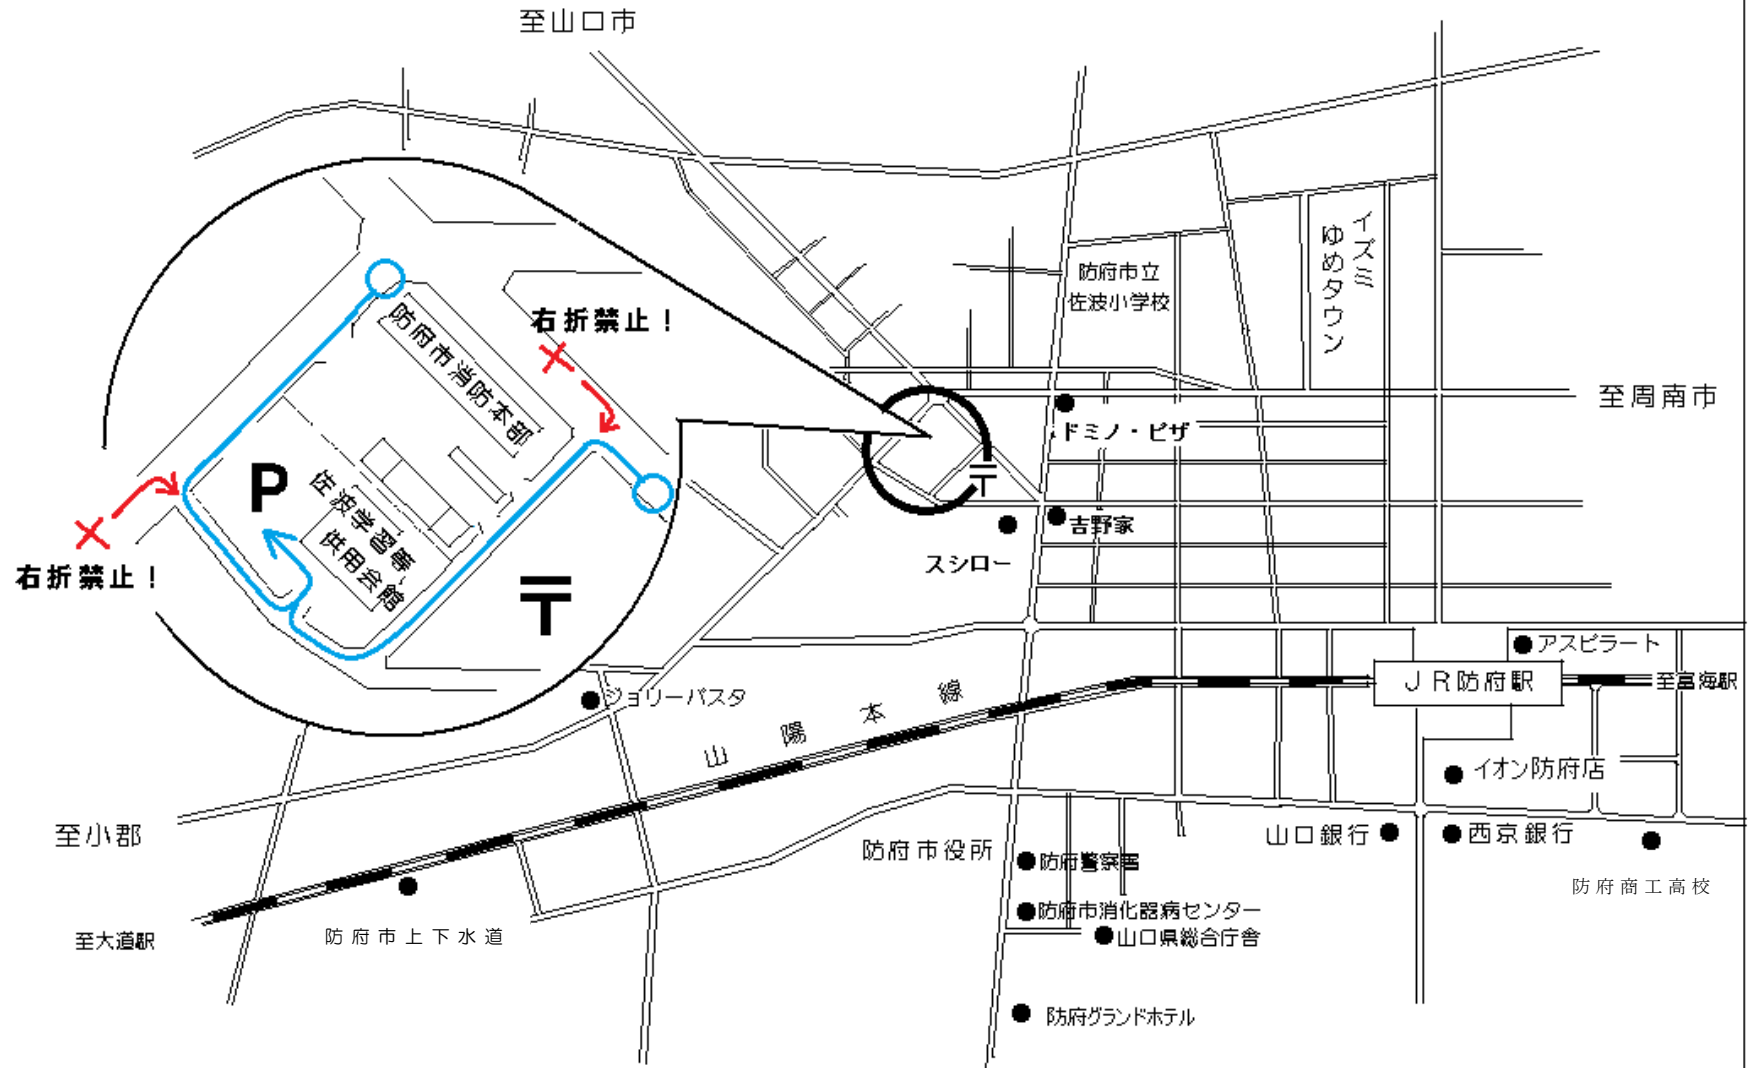 至山口市
イズミ
ゆめタウン
防府市立
佐波小学校
右折禁止！
防府市消防本部
至周南市
ドミノ・ピザ
P
佐波学習等
供用会館
〒
〒
吉野家
スシロー
右折禁止！
アスピラート
ＪＲ防府駅
至富海駅
ジョリーパスタ
山陽本線
イオン防府店
至小郡
防府市役所
山口銀行
西京銀行
防府警察署
防府商工高校
防府市消化器病センター
山口県総合庁舎
至大道駅
防府市上下水道
防府グランドホテル